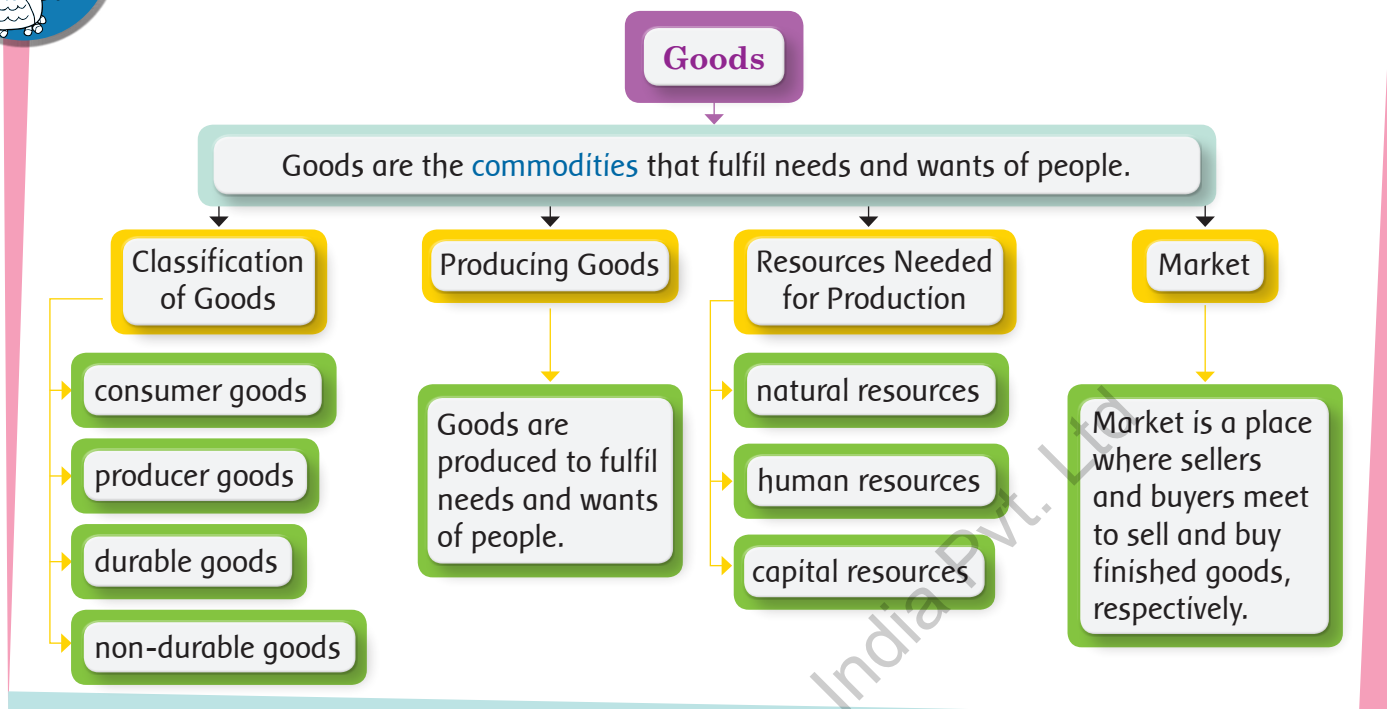 Goods
Goods are the commodities that fulfil needs and wants of people.
Classification
of Goods
consumer goods
producer goods
durable goods
non-durable goods
Producing Goods
Goods are
produced to fulfil
needs and wants
of people.
Resources Needed
for Production
natural resources
human resources
capital resources
Market
Market is a place
where sellers
and buyers meet
to sell and buy
finished goods,
respectively.
India Pvt. Ltd